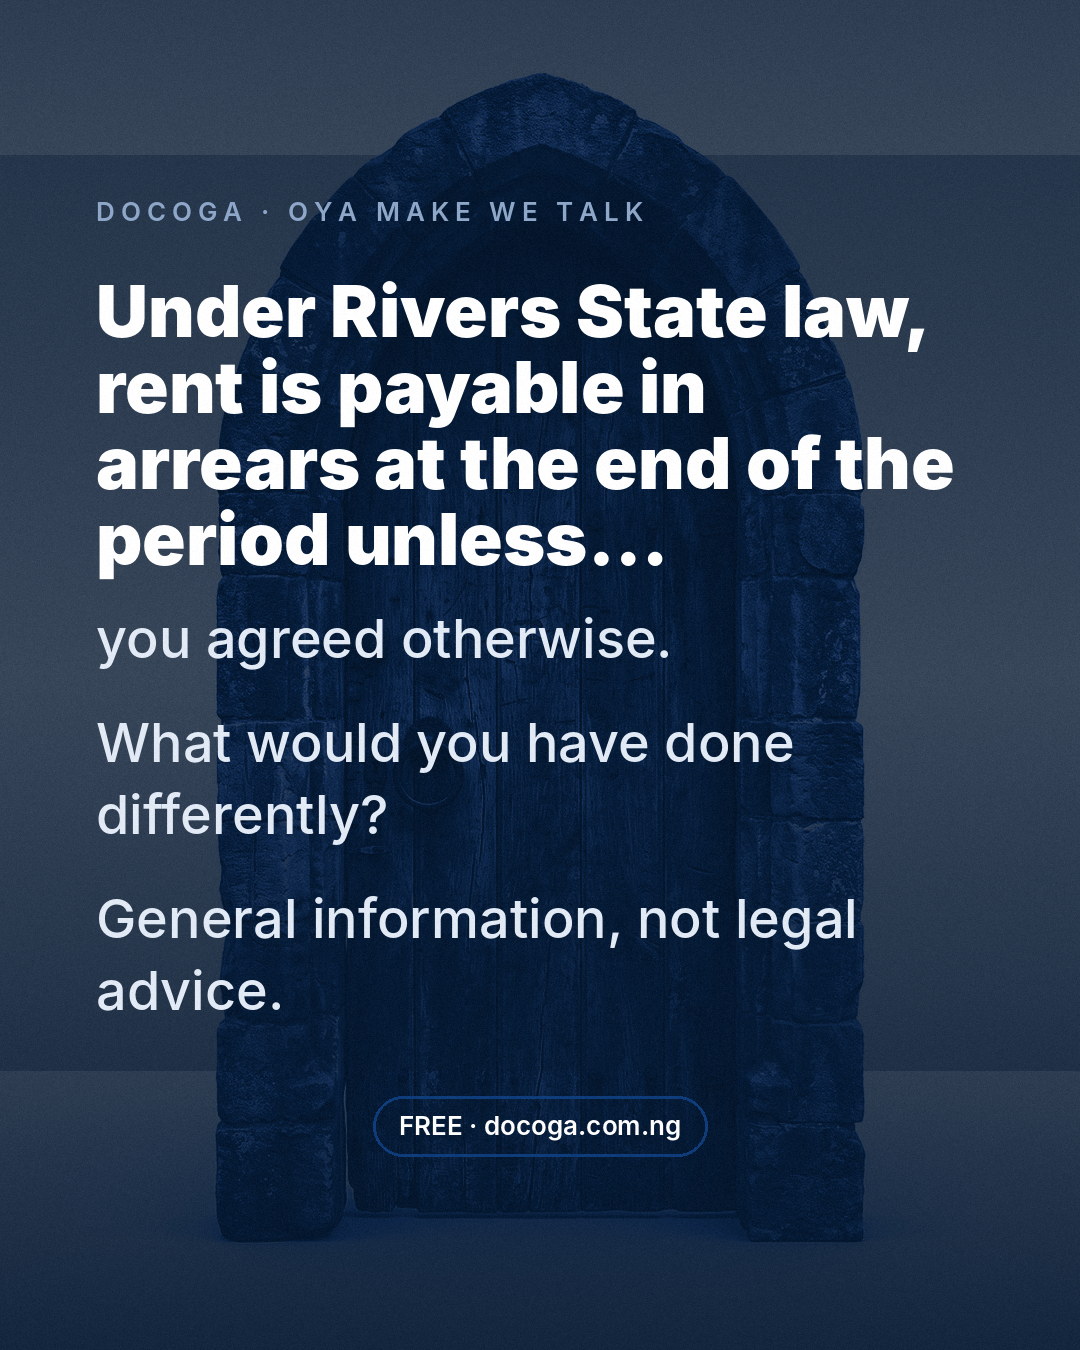 DOCOGA · OYA MAKE WE TALK
Under Rivers State law,
rent is payable in
arrears at the end of the
period unless...
you agreed otherwise.
What would you have done
differently?
General information, not legal
advice.
FREE · docoga.com.ng